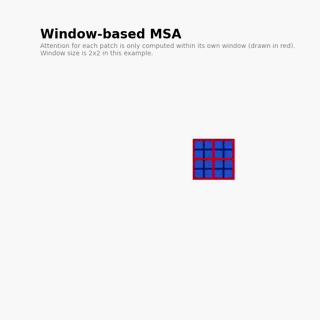 Window-based MSA
Attention for each patch is only computed within its own window (drawn in red).
Window size is 2x2 in this example.